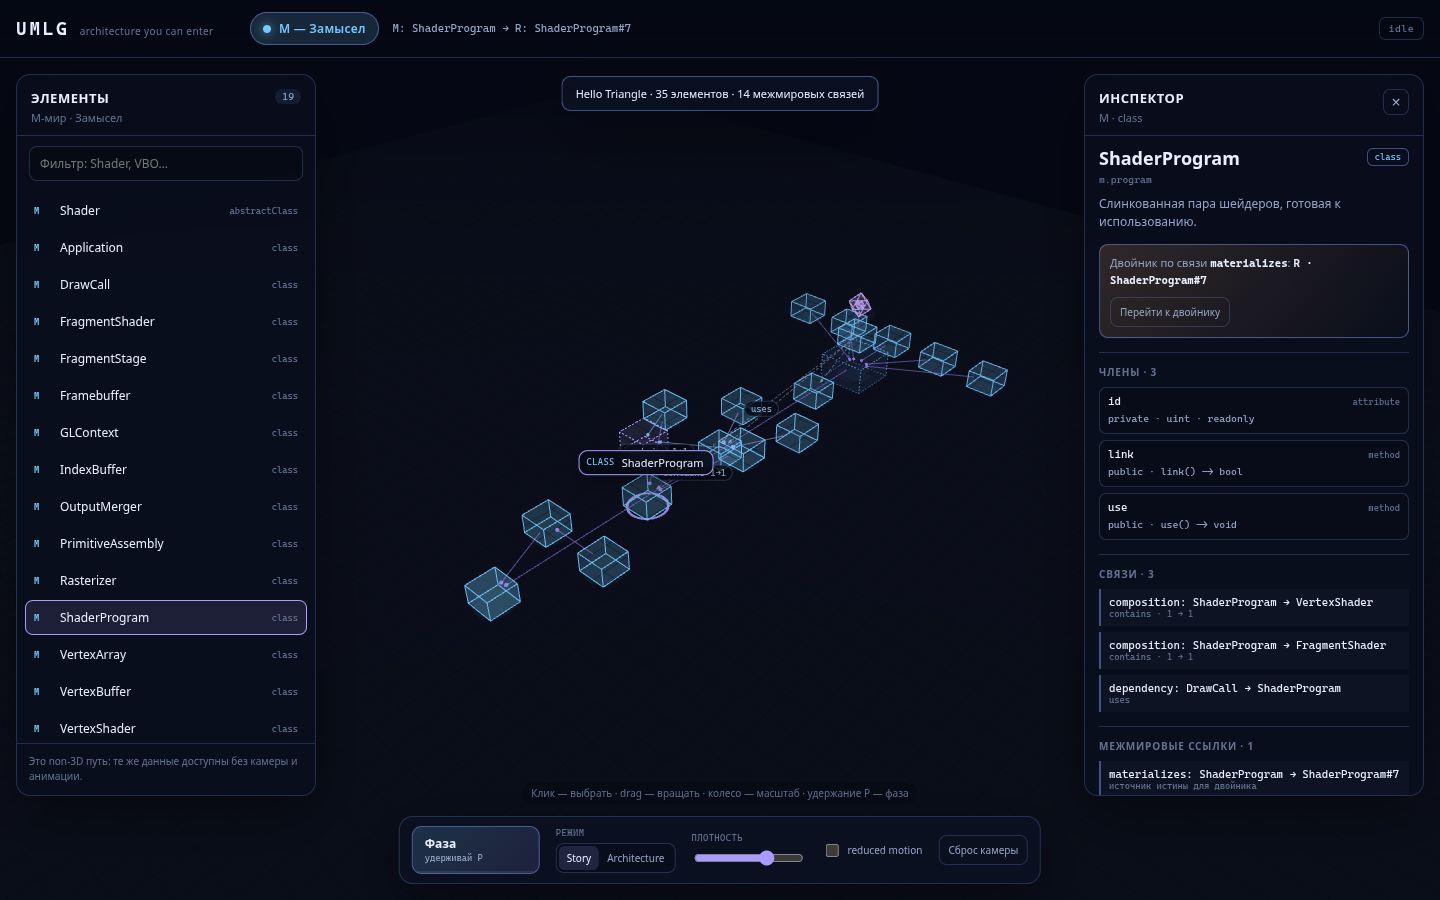 UMLG architecture you can enter
M — Замысел
M: ShaderProgram → R: ShaderProgram#7
idle
ЭЛЕМЕНТЫ 19
M-мир · Замысел
Фильтр: Shader, VBO...
M Shader abstractClass
M Application class
M DrawCall class
M FragmentShader class
M FragmentStage class
M Framebuffer class
M GLContext class
M IndexBuffer class
M OutputMerger class
M PrimitiveAssembly class
M Rasterizer class
M ShaderProgram class
M VertexArray class
M VertexBuffer class
M VertexShader class
Это non-3D путь: те же данные доступны без камеры и
анимации.
Hello Triangle · 35 элементов · 14 межмировых связей
uses
CLASS ShaderProgram
Клик — выбрать · drag — вращать · колесо — масштаб · удержание P — фаза
Фаза
удерживай P
РЕЖИМ
Story Architecture
ПЛОТНОСТЬ
reduced motion
Сброс камеры
ИНСПЕКТОР
M · class
×
ShaderProgram class
m.program
Слинкованная пара шейдеров, готовая к
использованию.
Двойник по связи materializes: R ·
ShaderProgram#7
Перейти к двойнику
ЧЛЕНЫ · 3
id attribute
private · uint · readonly
link method
public · link() → bool
use method
public · use() → void
СВЯЗИ · 3
composition: ShaderProgram → VertexShader
contains · 1 → 1
composition: ShaderProgram → FragmentShader
contains · 1 → 1
dependency: DrawCall → ShaderProgram
uses
МЕЖМИРОВЫЕ ССЫЛКИ · 1
materializes: ShaderProgram → ShaderProgram#7
источник истины для двойника